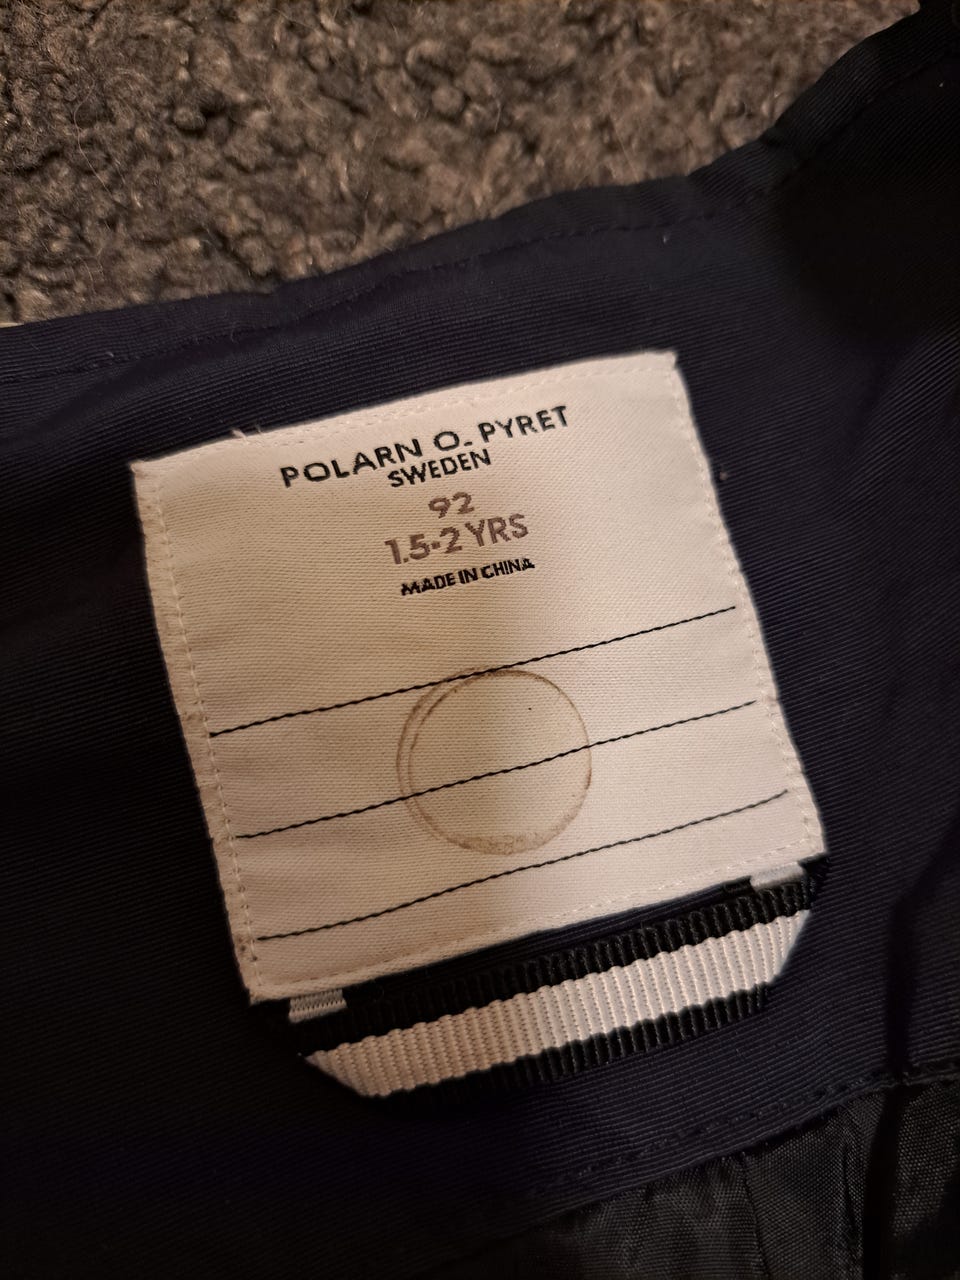 POLARN O. PYRET
SWEDEN
92
1.5-2 YRS
MADE IN CHINA